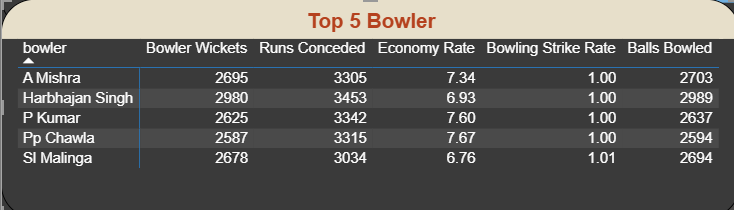 Top 5 Bowler
bowler Bowler Wickets Runs Conceded Economy Rate Bowling Strike Rate Balls Bowled
A Mishra 2695 3305 7.34 1.00 2703
Harbhajan Singh 2980 3453 6.93 1.00 2989
P Kumar 2625 3342 7.60 1.00 2637
Pp Chawla 2587 3315 7.67 1.00 2594
Sl Malinga 2678 3034 6.76 1.01 2694